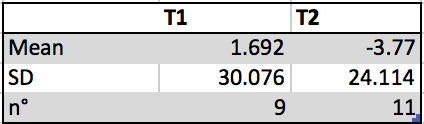 T1 T2
Mean 1.692 -3.77
SD 30.076 24.114
n° 9 11